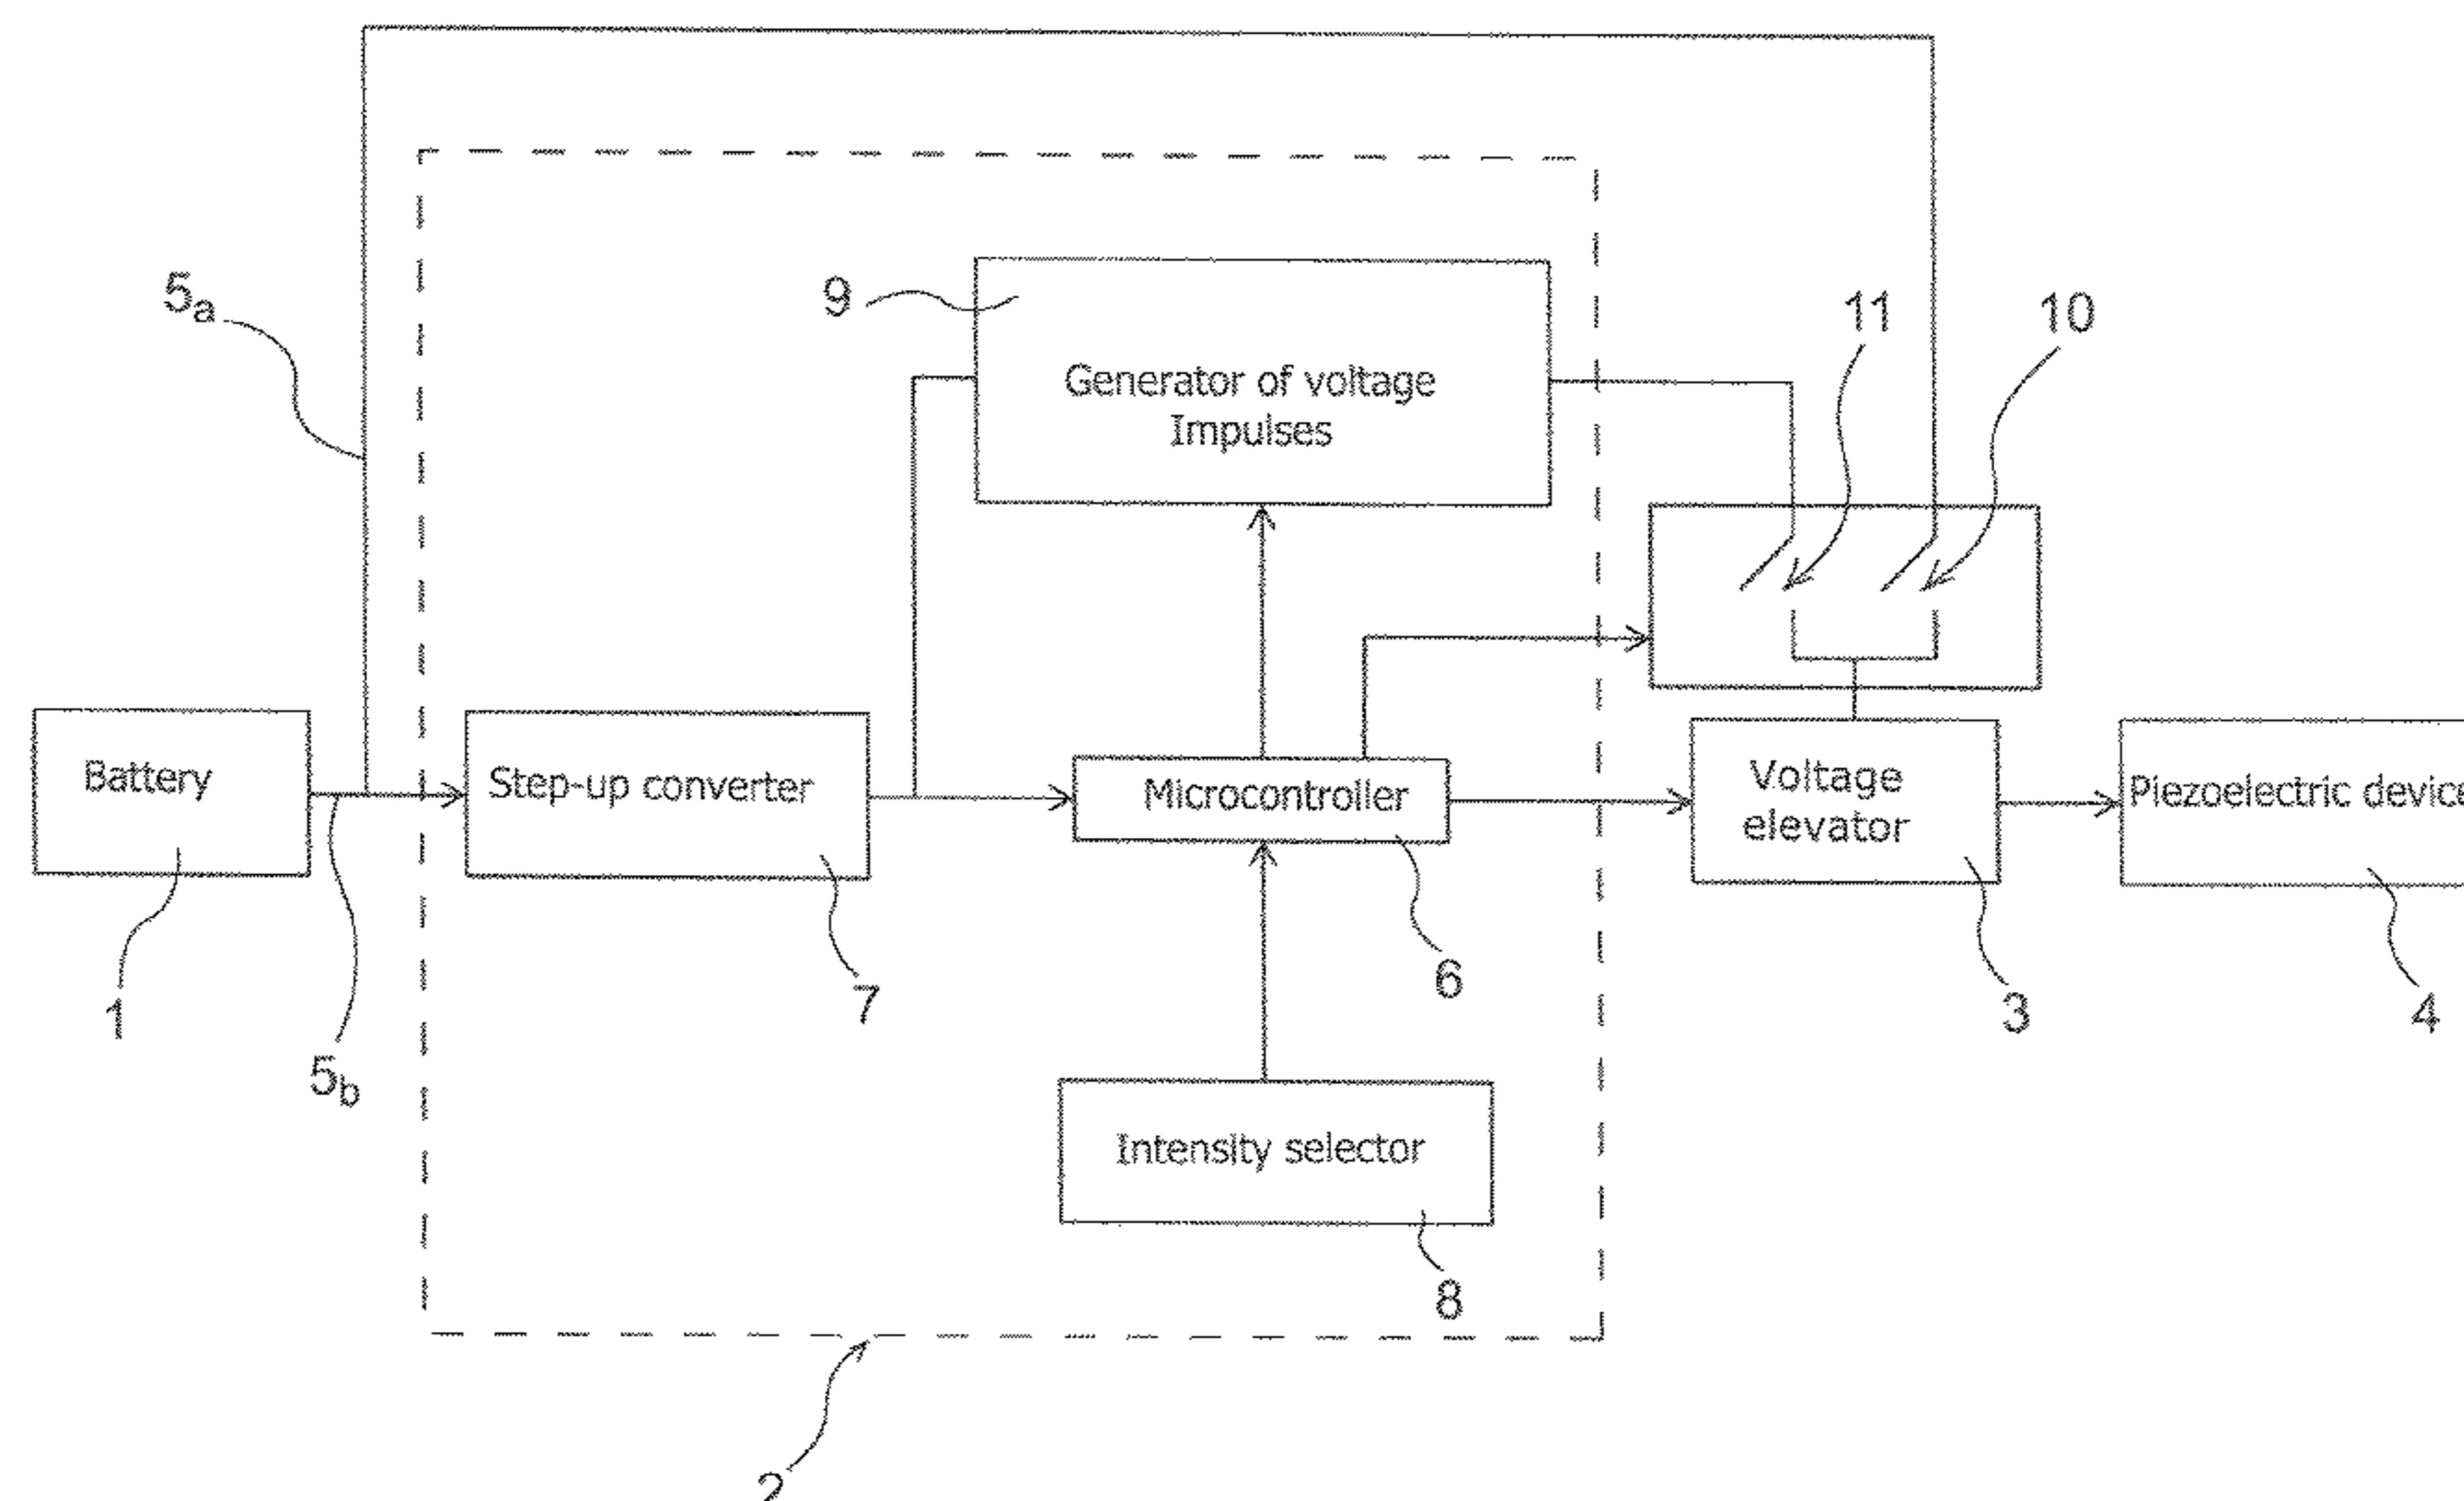 5a
9
11
10
Generator of voltage
Impulses
Battery
Step-up converter
Microcontroller
Voltage
elevator
Piezoelectric device
1
5b
7
6
3
4
Intensity selector
8
2